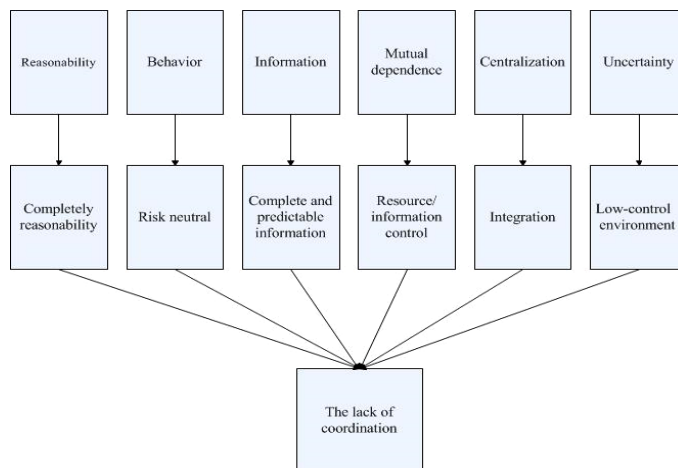 Reasonability
Behavior
Information
Mutual
dependence
Centralization
Uncertainty
Completely
reasonability
Risk neutral
Complete and
predictable
information
Resource/
information
control
Integration
Low-control
environment
The lack of
coordination